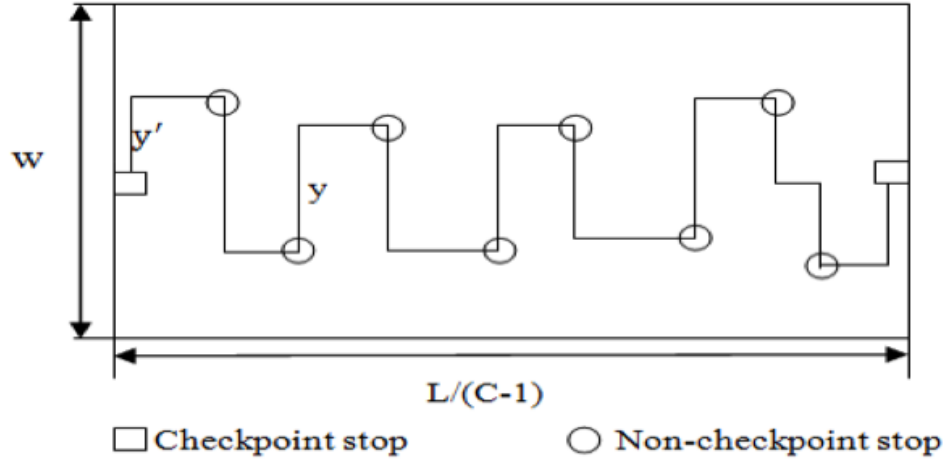 y′
w
y
L/(C-1)
Checkpoint stop
Non-checkpoint stop